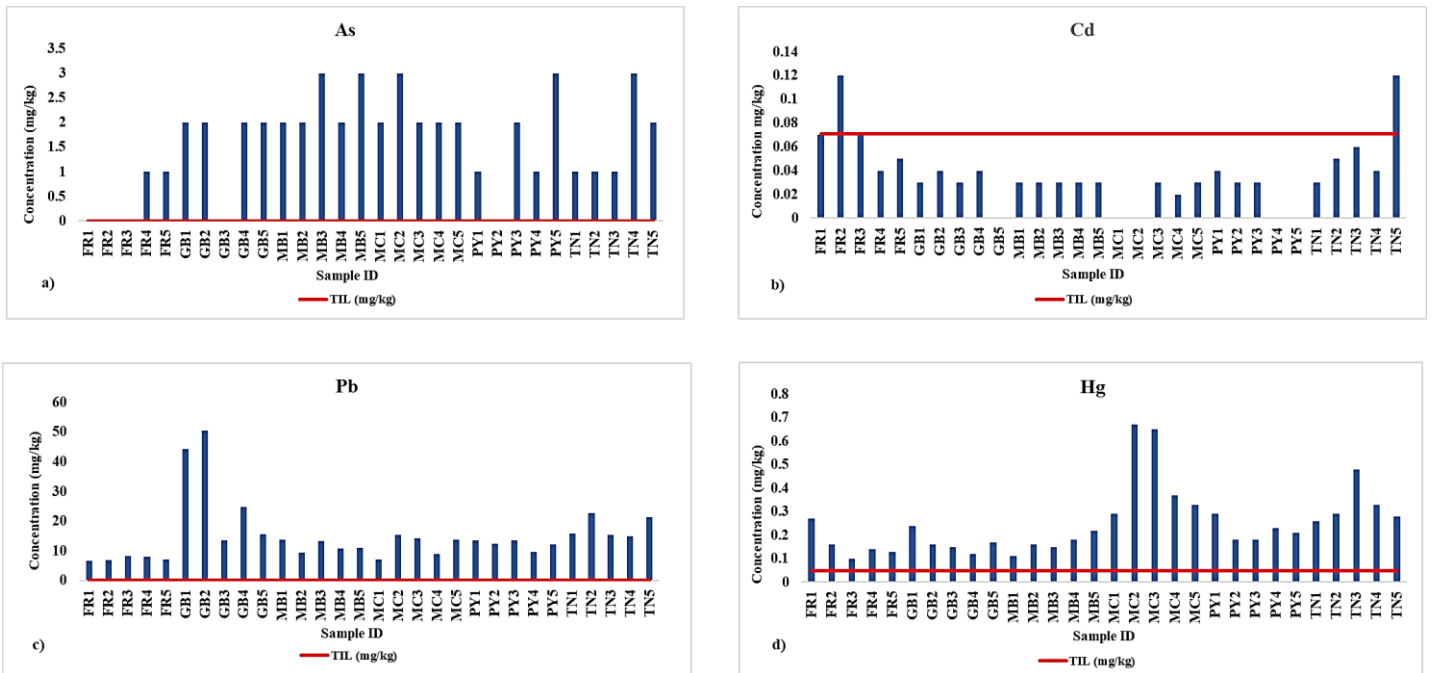 As
Concentration (mg/kg)
3.5
3
2.5
2
1.5
1
0.5
0
FR1 FR2 FR3 FR4 FR5 GB1 GB2 GB3 GB4 GB5 MB1 MB2 MB3 MB4 MB5 MC1 MC2 MC3 MC4 MC5 PY1 PY2 PY3 PY4 PY5 TN1 TN2 TN3 TN4 TN5
Sample ID
a)
TIL (mg/kg)
Cd
Concentration mg/kg)
0.14
0.12
0.1
0.08
0.06
0.04
0.02
0
FR1 FR2 FR3 FR4 FR5 GB1 GB2 GB3 GB4 GB5 MB1 MB2 MB3 MB4 MB5 MC1 MC2 MC3 MC4 MC5 PY1 PY2 PY3 PY4 PY5 TN1 TN2 TN3 TN4 TN5
Sample ID
b)
TIL (mg/kg)
Pb
Concentration (mg/kg)
60
50
40
30
20
10
0
FR1 FR2 FR3 FR4 FR5 GB1 GB2 GB3 GB4 GB5 MB1 MB2 MB3 MB4 MB5 MC1 MC2 MC3 MC4 MC5 PY1 PY2 PY3 PY4 PY5 TN1 TN2 TN3 TN4 TN5
Sample ID
c)
TIL (mg/kg)
Hg
Concentration (mg/kg)
0.8
0.7
0.6
0.5
0.4
0.3
0.2
0.1
0
FR1 FR2 FR3 FR4 FR5 GB1 GB2 GB3 GB4 GB5 MB1 MB2 MB3 MB4 MB5 MC1 MC2 MC3 MC4 MC5 PY1 PY2 PY3 PY4 PY5 TN1 TN2 TN3 TN4 TN5
Sample ID
d)
TIL (mg/kg)